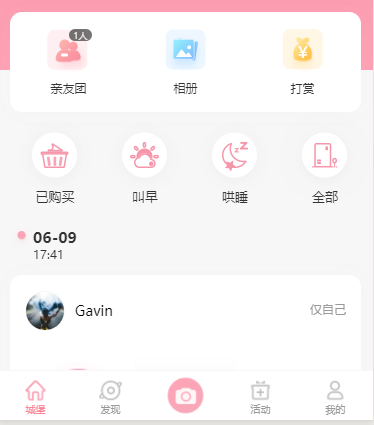 1人
亲友团 相册 打赏
已购买 叫早 哄睡 全部
06-09
17:41
Gavin 仅自己
城堡 发现 活动 我的